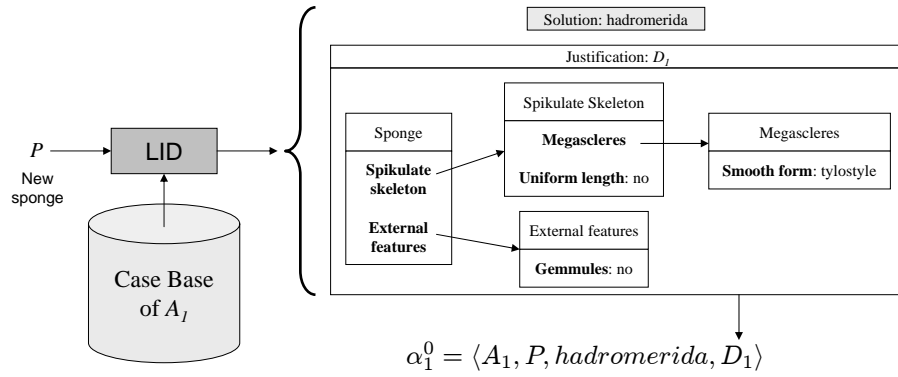 Solution: hadromerida
Justification: D1
P
New
sponge
LID
Case Base
of A1
Sponge
Spikulate
skeleton
External
features
Spikulate Skeleton
Megascleres
Uniform length: no
External features
Gemmules: no
Megascleres
Smooth form: tylostyle
α₁⁰ = ⟨A₁, P, hadromerida, D₁⟩